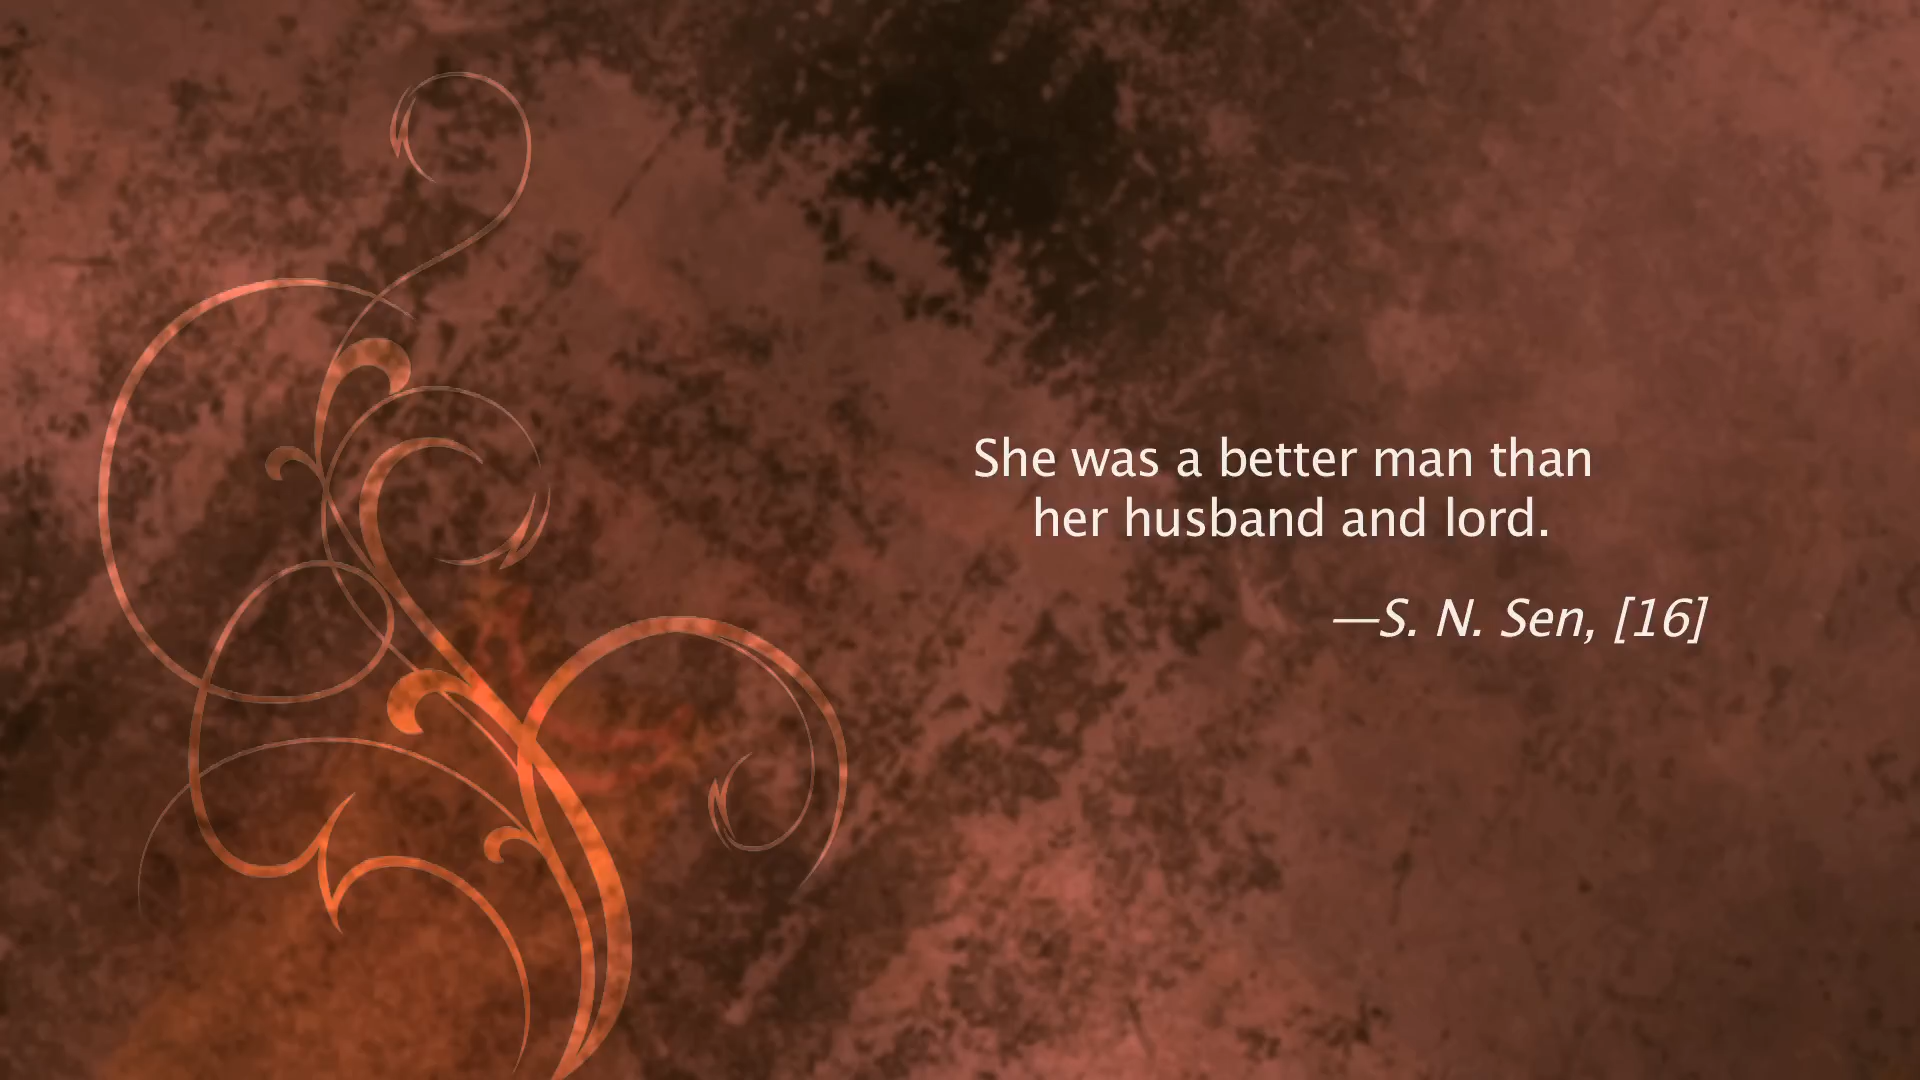 She was a better man than
her husband and lord.
—S. N. Sen, [16]